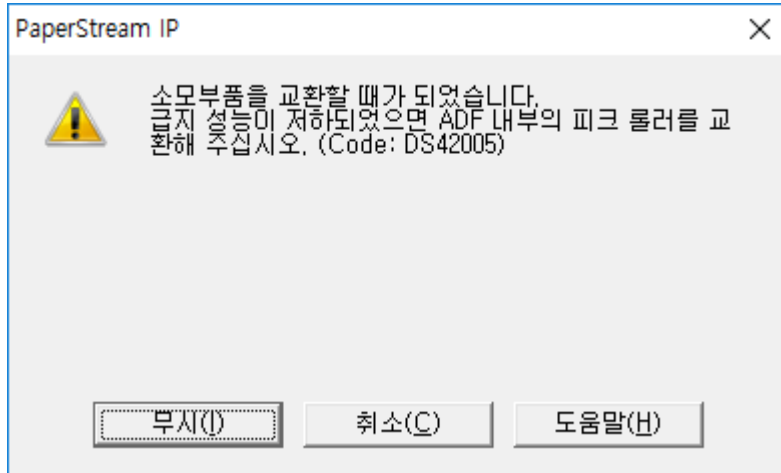 PaperStream IP
소모부품을 교환할 때가 되었습니다.
급지 성능이 저하되었으면 ADF 내부의 피크 롤러를 교
환해 주십시오. (Code: DS42005)
무시(I) 취소(C) 도움말(H)